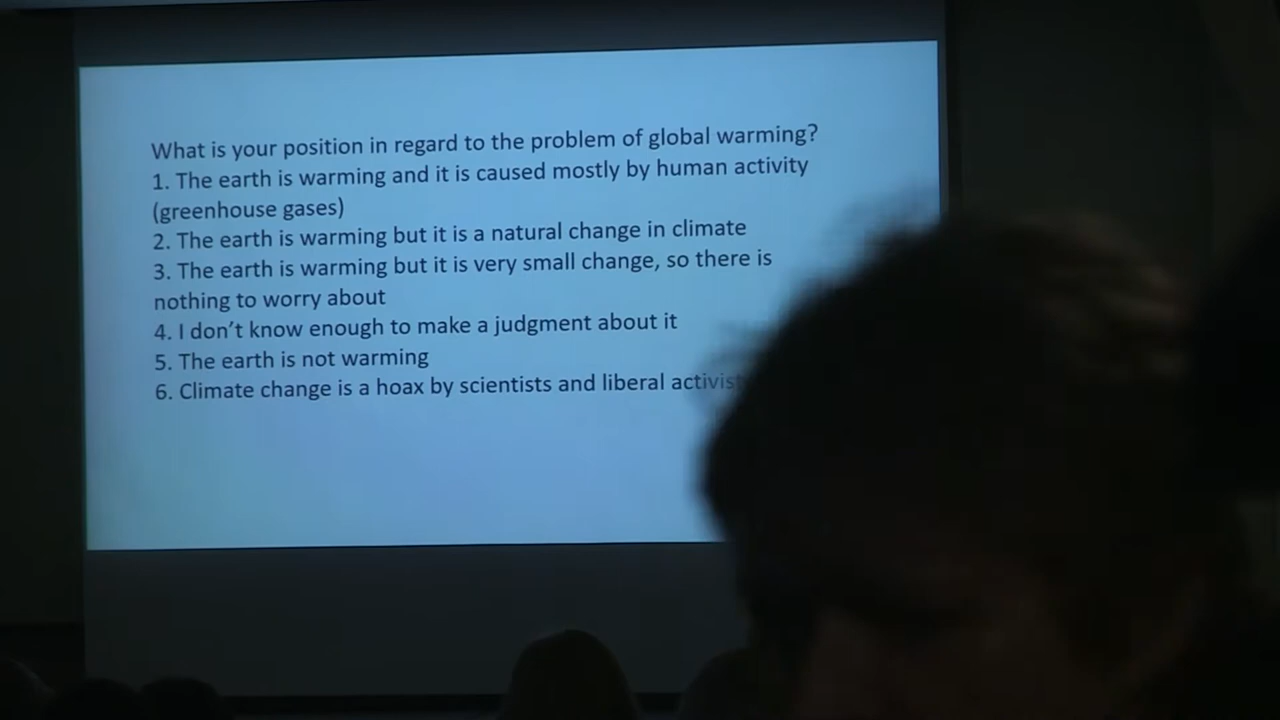 What is your position in regard to the problem of global warming?
1. The earth is warming and it is caused mostly by human activity
(greenhouse gases)
2. The earth is warming but it is a natural change in climate
3. The earth is warming but it is very small change, so there is
nothing to worry about
4. I don't know enough to make a judgment about it
5. The earth is not warming
6. Climate change is a hoax by scientists and liberal